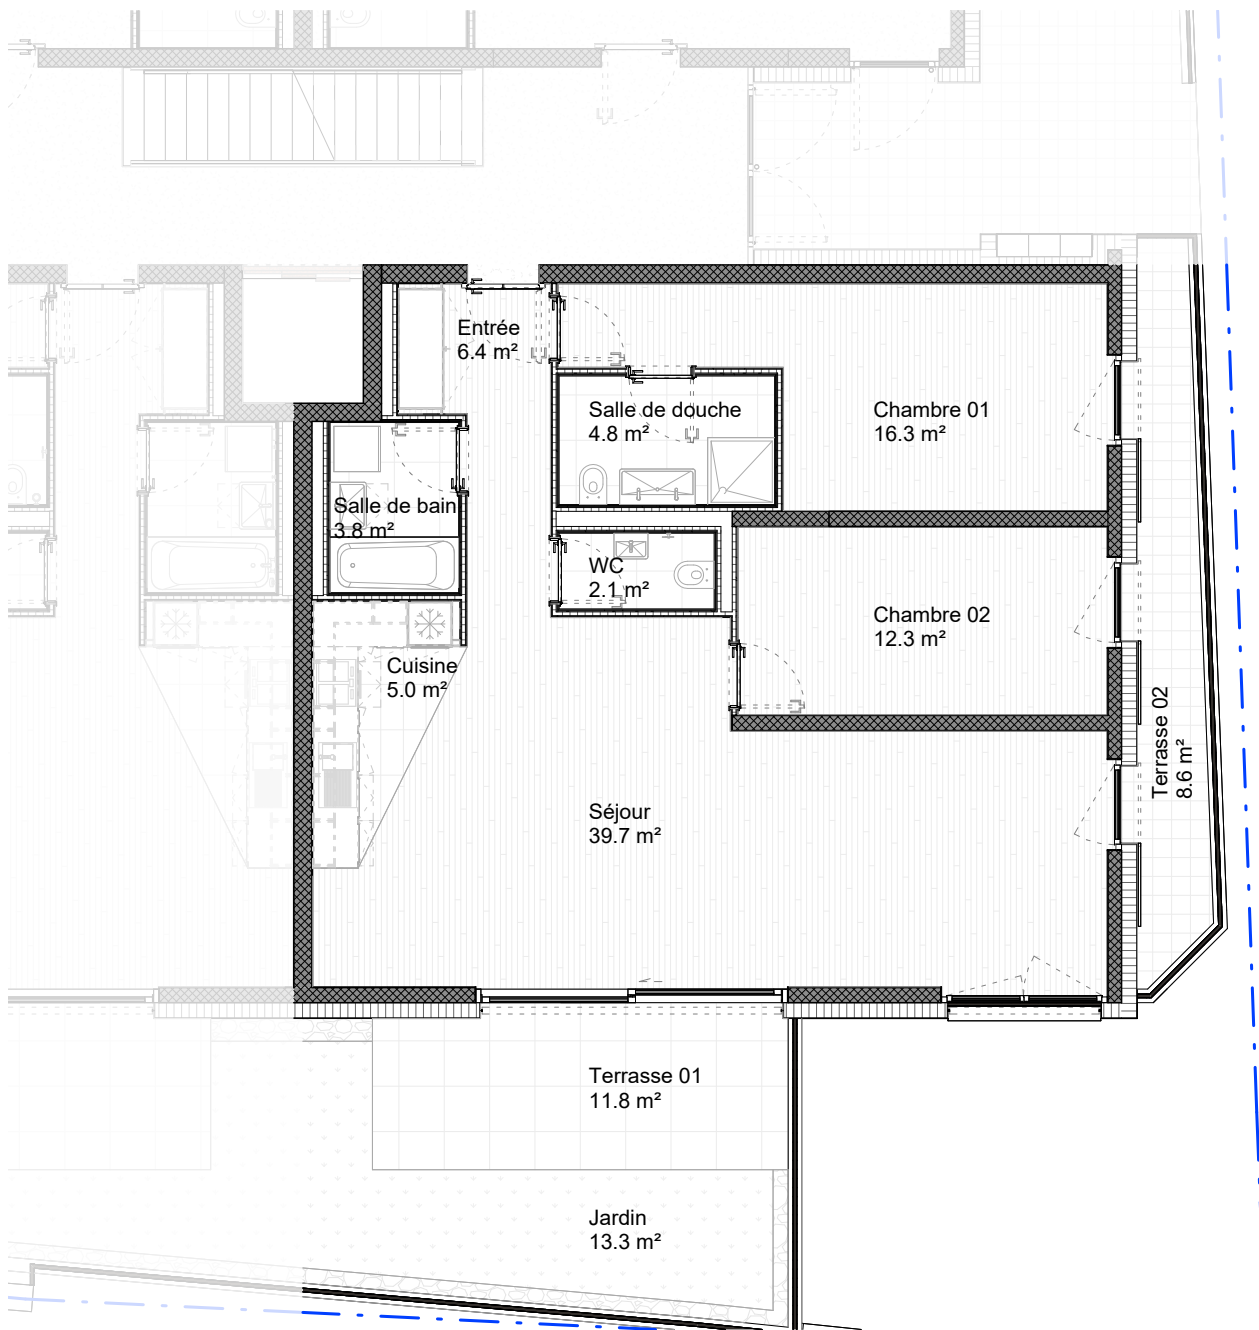 Entrée
6.4 m²
Salle de douche
4.8 m²
Chambre 01
16.3 m²
Salle de bain
3.8 m²
WC
2.1 m²
Chambre 02
12.3 m²
Cuisine
5.0 m²
Terrasse 02
8.6 m²
Séjour
39.7 m²
Terrasse 01
11.8 m²
Jardin
13.3 m²